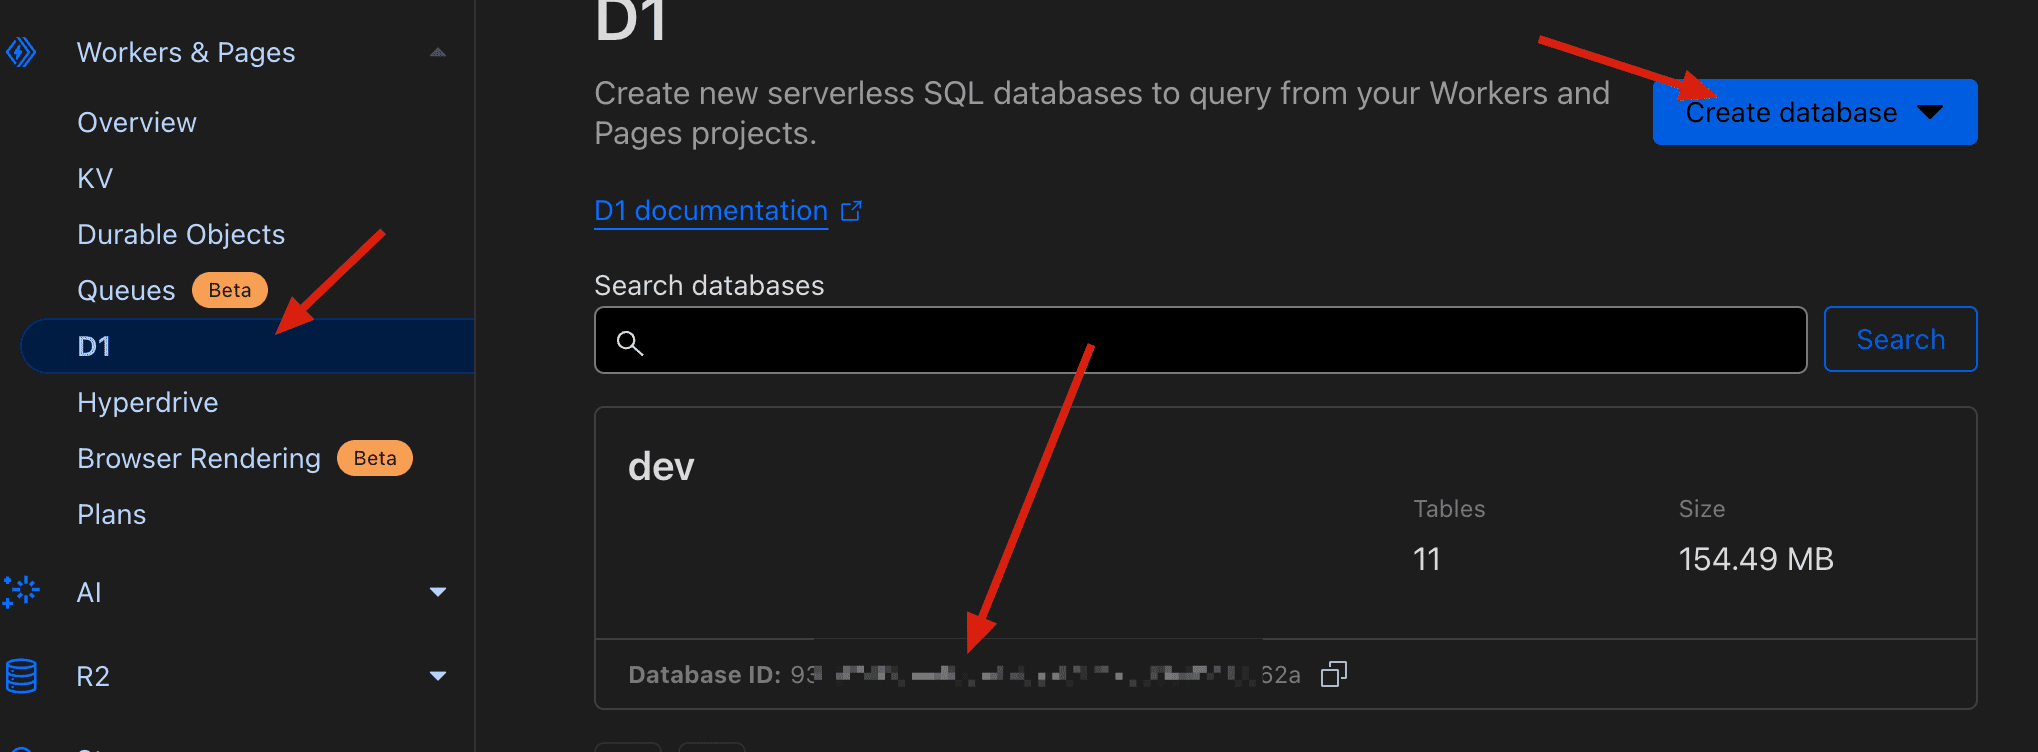 Workers & Pages
Overview
KV
Durable Objects
Queues Beta
D1
Hyperdrive
Browser Rendering Beta
Plans
AI
R2
D1
Create new serverless SQL databases to query from your Workers and
Pages projects.
Create database
D1 documentation
Search databases
Search
dev
Tables
11
Size
154.49 MB
Database ID: 93 62a